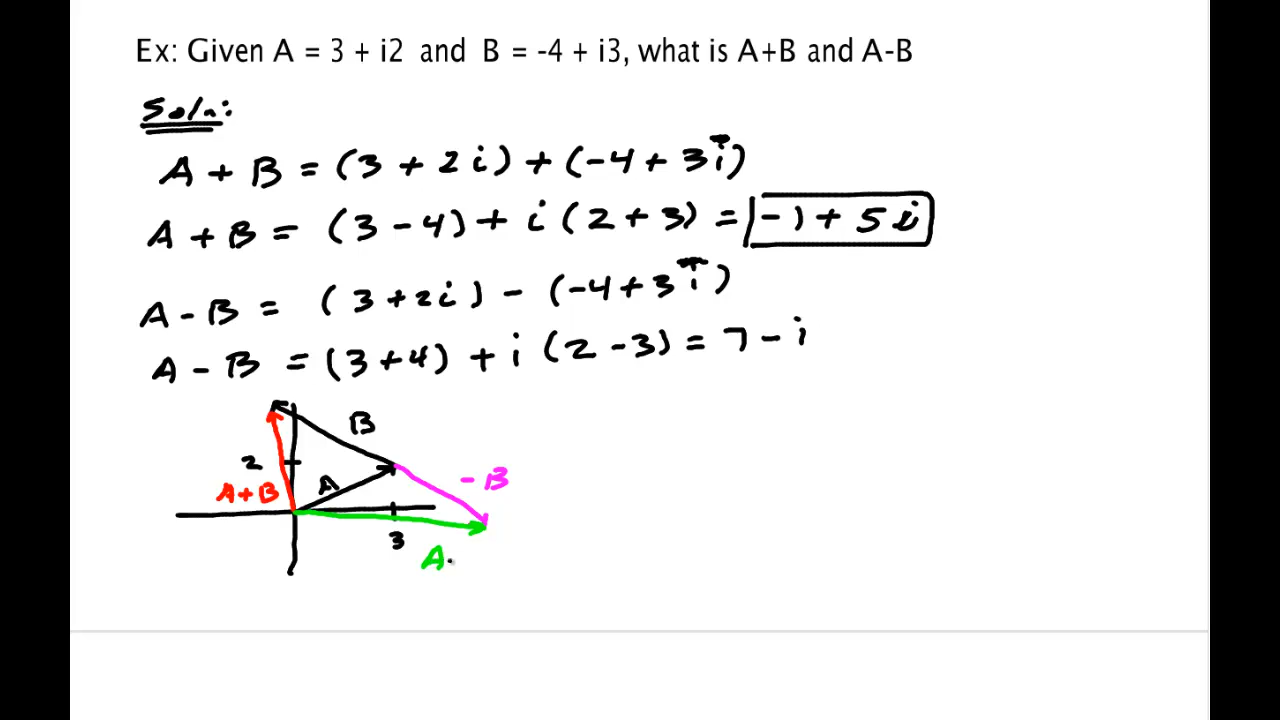 Ex: Given A = 3 + i2 and B = -4 + i3, what is A+B and A-B
Soln:
A + B = (3 + 2i) + (-4 + 3i)
A + B = (3 - 4) + i (2 + 3) = -1 + 5i
A - B = (3 + 2i) - (-4 + 3i)
A - B = (3 + 4) + i (2 - 3) = 7 - i
B
2
A
- B
A+B
3
A